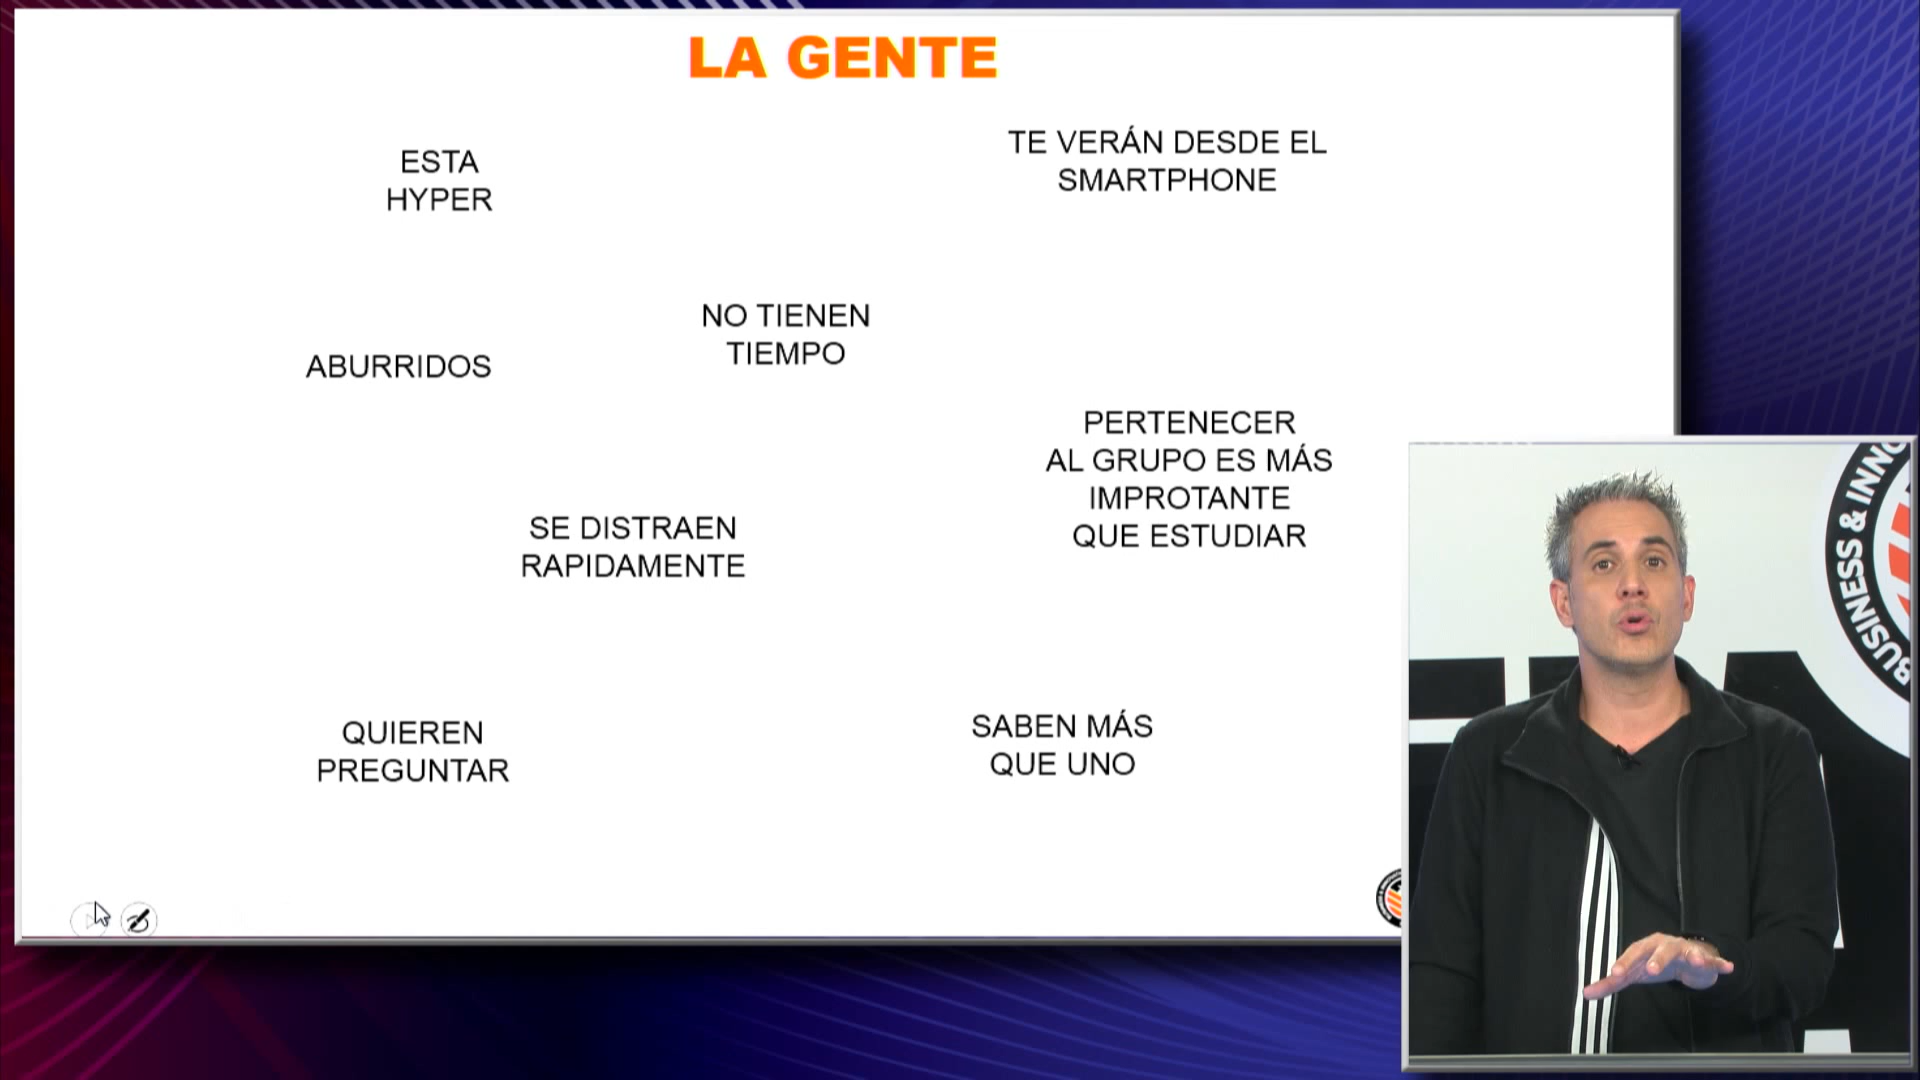 LA GENTE
ESTA
HYPER
TE VERÁN DESDE EL
SMARTPHONE
NO TIENEN
TIEMPO
ABURRIDOS
PERTENECER
AL GRUPO ES MÁS
IMPROTANTE
QUE ESTUDIAR
SE DISTRAEN
RAPIDAMENTE
QUIEREN
PREGUNTAR
SABEN MÁS
QUE UNO
BUSINESS &